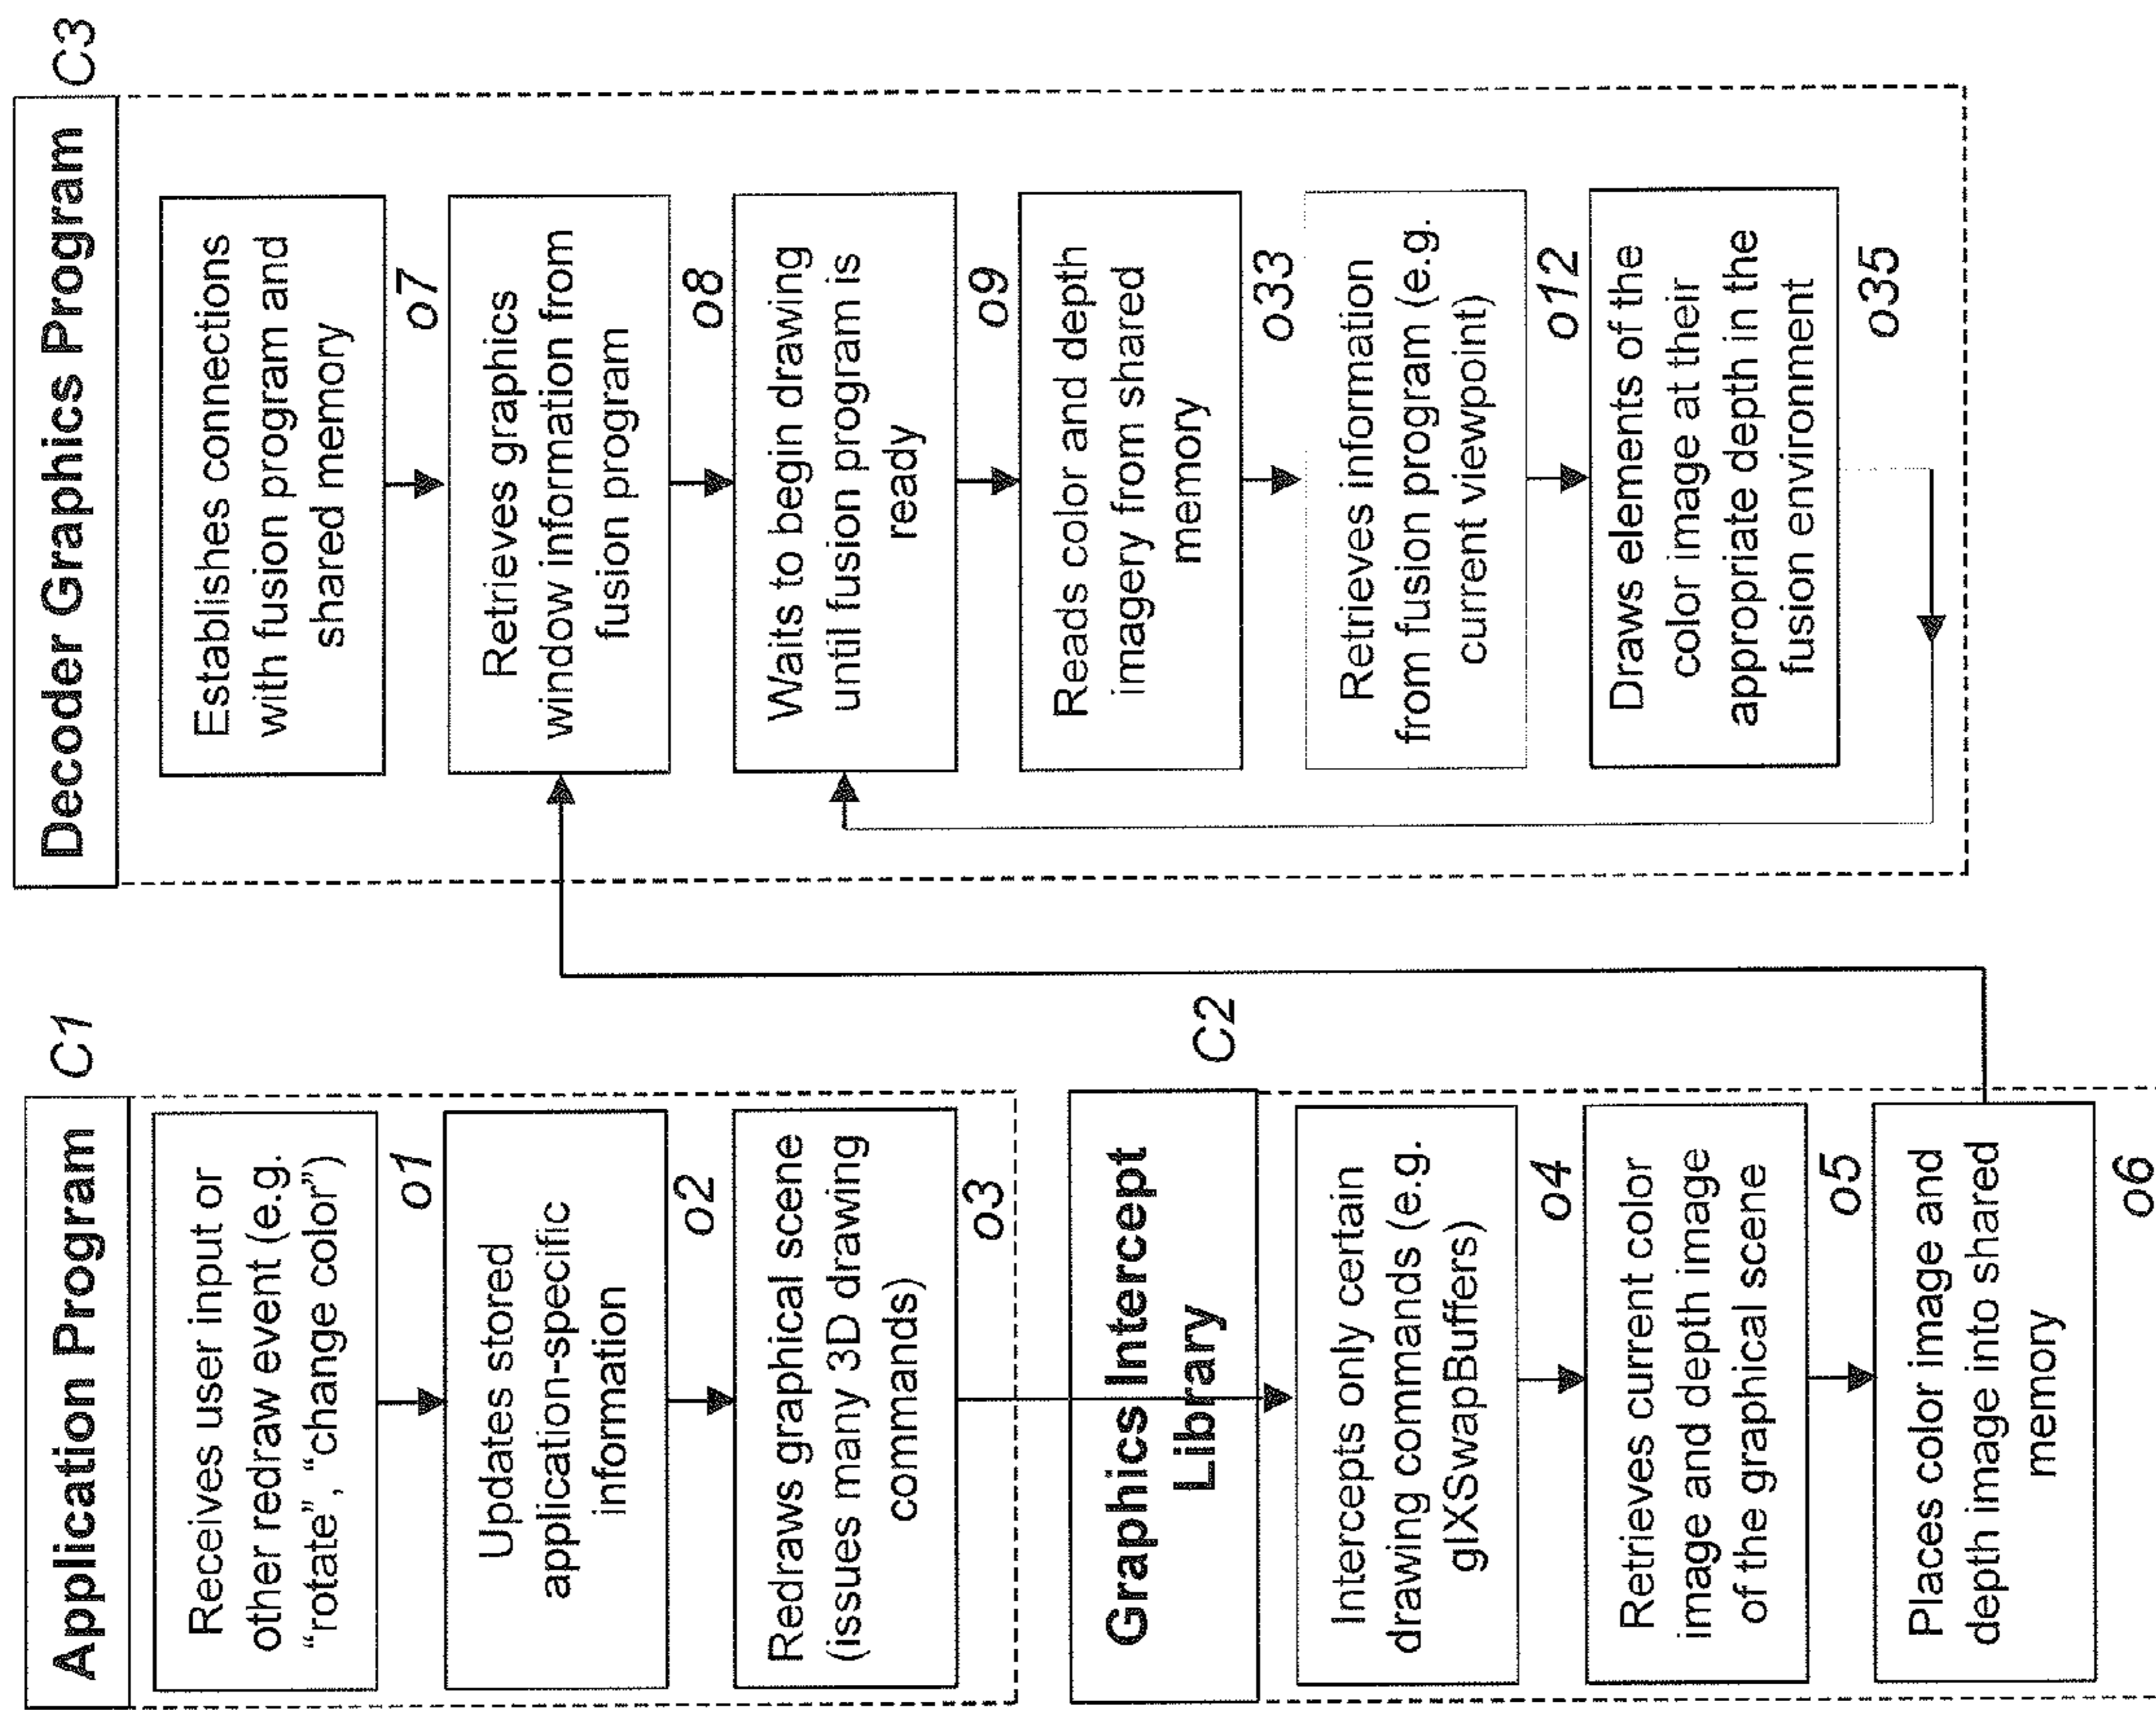 Application Program
C1
Receives user input or
other redraw event (e.g.
“rotate”, “change color”)
o1
Updates stored
application-specific
information
o2
Redraws graphical scene
(issues many 3D drawing
commands)
o3
Graphics Intercept
Library
C2
Intercepts only certain
drawing commands (e.g.
glXSwapBuffers)
o4
Retrieves current color
image and depth image
of the graphical scene
o5
Places color image and
depth image into shared
memory
o6
Decoder Graphics Program
C3
Establishes connections
with fusion program and
shared memory
o7
Retrieves graphics
window information from
fusion program
o8
Waits to begin drawing
until fusion program is
ready
o9
Reads color and depth
imagery from shared
memory
o33
Retrieves information
from fusion program (e.g.
current viewpoint)
o12
Draws elements of the
color image at their
appropriate depth in the
fusion environment
o35